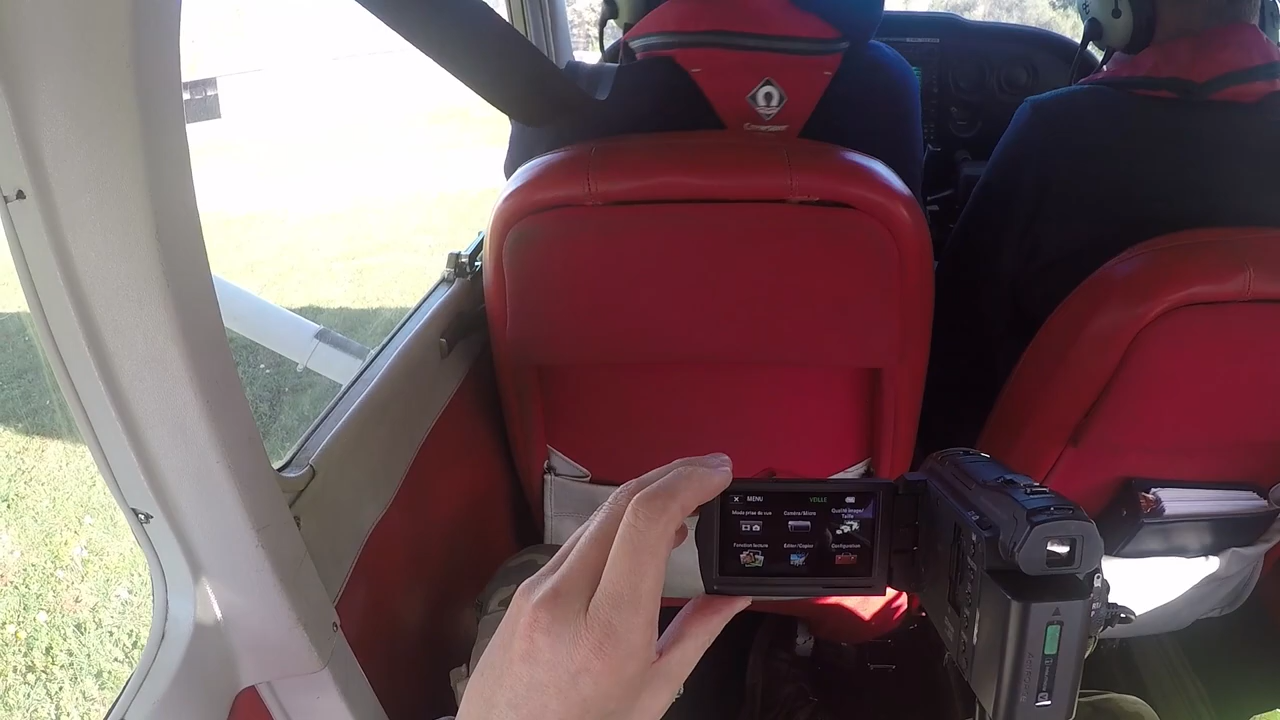 MENU VEILLE
Mode prise de vue Caméra/Micro Qualité image/
Taille
Fonction lecture Editer/Copier Configuration